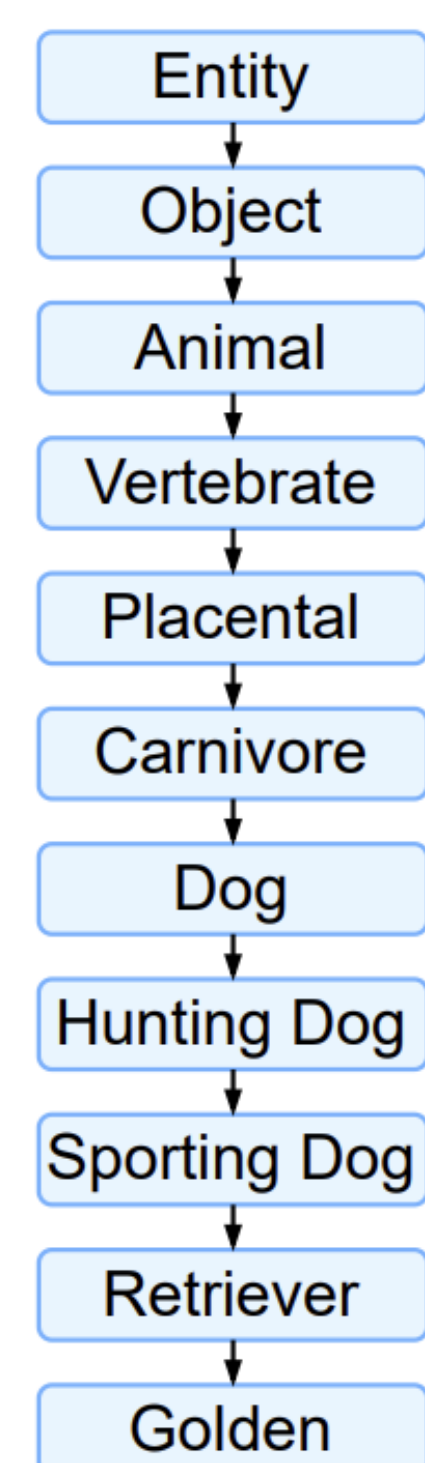 Entity
Object
Animal
Vertebrate
Placental
Carnivore
Dog
Hunting Dog
Sporting Dog
Retriever
Golden